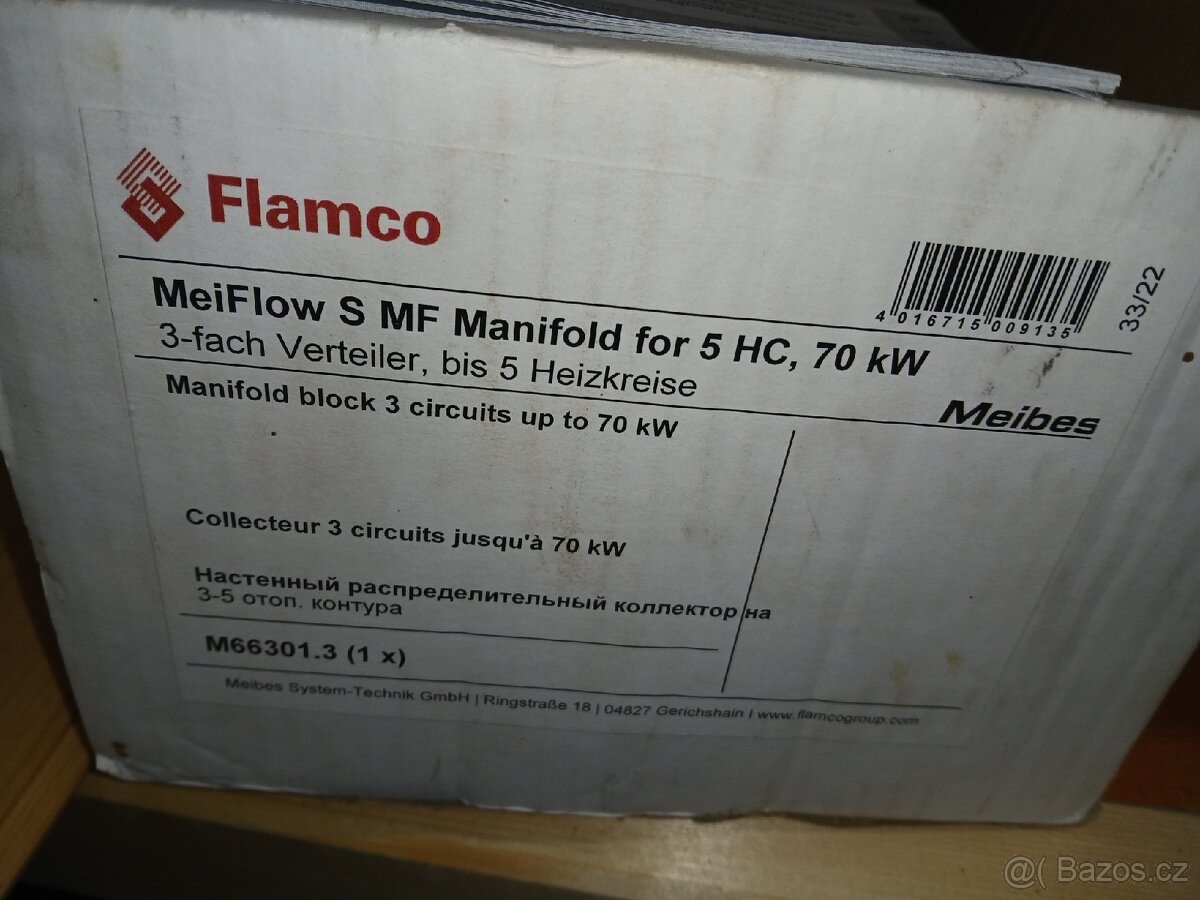 Flamco
4 016715 009135
33/22
MeiFlow S MF Manifold for 5 HC, 70 kW
3-fach Verteiler, bis 5 Heizkreise
Meibes
Manifold block 3 circuits up to 70 kW
Collecteur 3 circuits jusqu'à 70 kW
Настенный распределительный коллектор на
3-5 отоп. контура
M66301.3 (1 x)
Meibes System-Technik GmbH | Ringstraße 18 | 04827 Gerichshain I www.flamcogroup.com
@( Bazos.cz